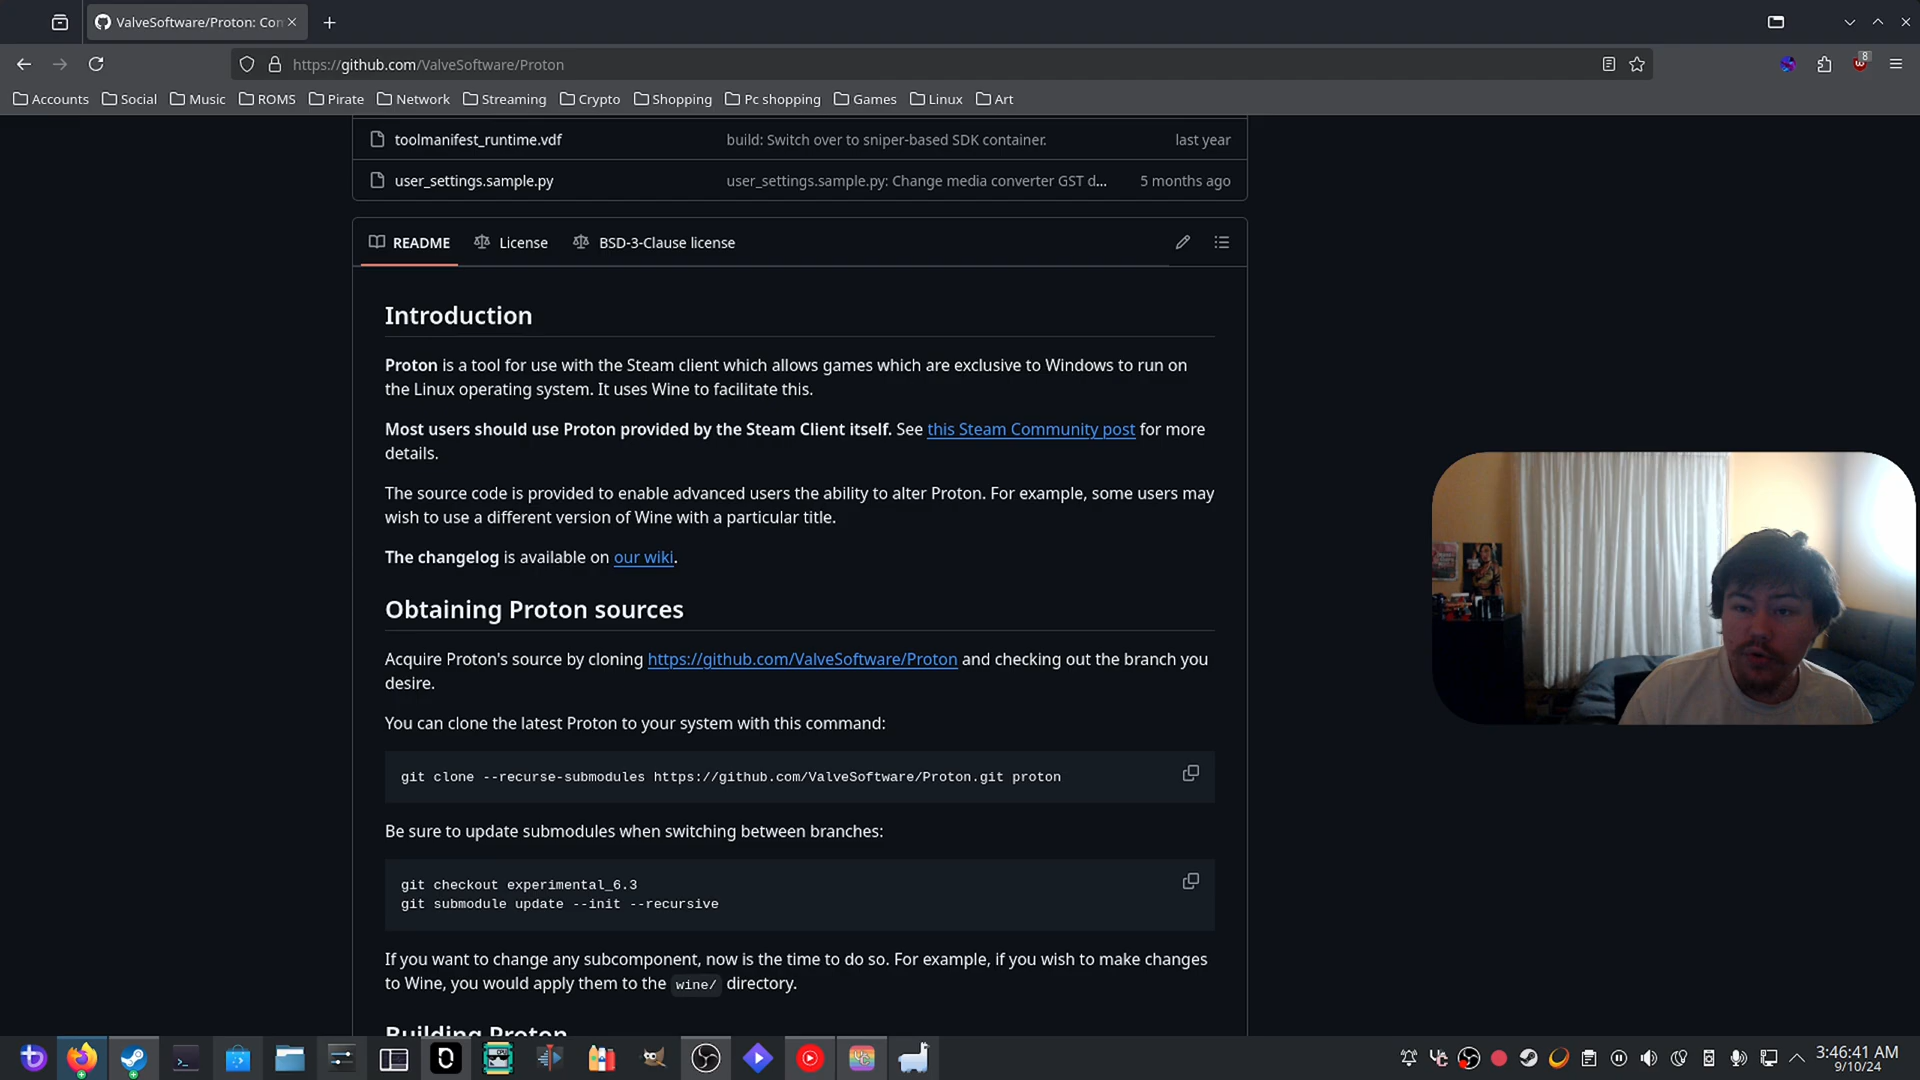 ValveSoftware/Proton: Con
https://github.com/ValveSoftware/Proton
8
Accounts Social Music ROMS Pirate Network Streaming Crypto Shopping Pc shopping Games Linux Art
toolmanifest_runtime.vdf build: Switch over to sniper-based SDK container. last year
user_settings.sample.py user_settings.sample.py: Change media converter GST d... 5 months ago
README License BSD-3-Clause license
Introduction
Proton is a tool for use with the Steam client which allows games which are exclusive to Windows to run on
the Linux operating system. It uses Wine to facilitate this.
Most users should use Proton provided by the Steam Client itself. See this Steam Community post for more
details.
The source code is provided to enable advanced users the ability to alter Proton. For example, some users may
wish to use a different version of Wine with a particular title.
The changelog is available on our wiki.
Obtaining Proton sources
Acquire Proton's source by cloning https://github.com/ValveSoftware/Proton and checking out the branch you
desire.
You can clone the latest Proton to your system with this command:
git clone --recurse-submodules https://github.com/ValveSoftware/Proton.git proton
Be sure to update submodules when switching between branches:
git checkout experimental_6.3
git submodule update --init --recursive
If you want to change any subcomponent, now is the time to do so. For example, if you wish to make changes
to Wine, you would apply them to the wine/ directory.
Building Proton
3:46:41 AM
9/10/24